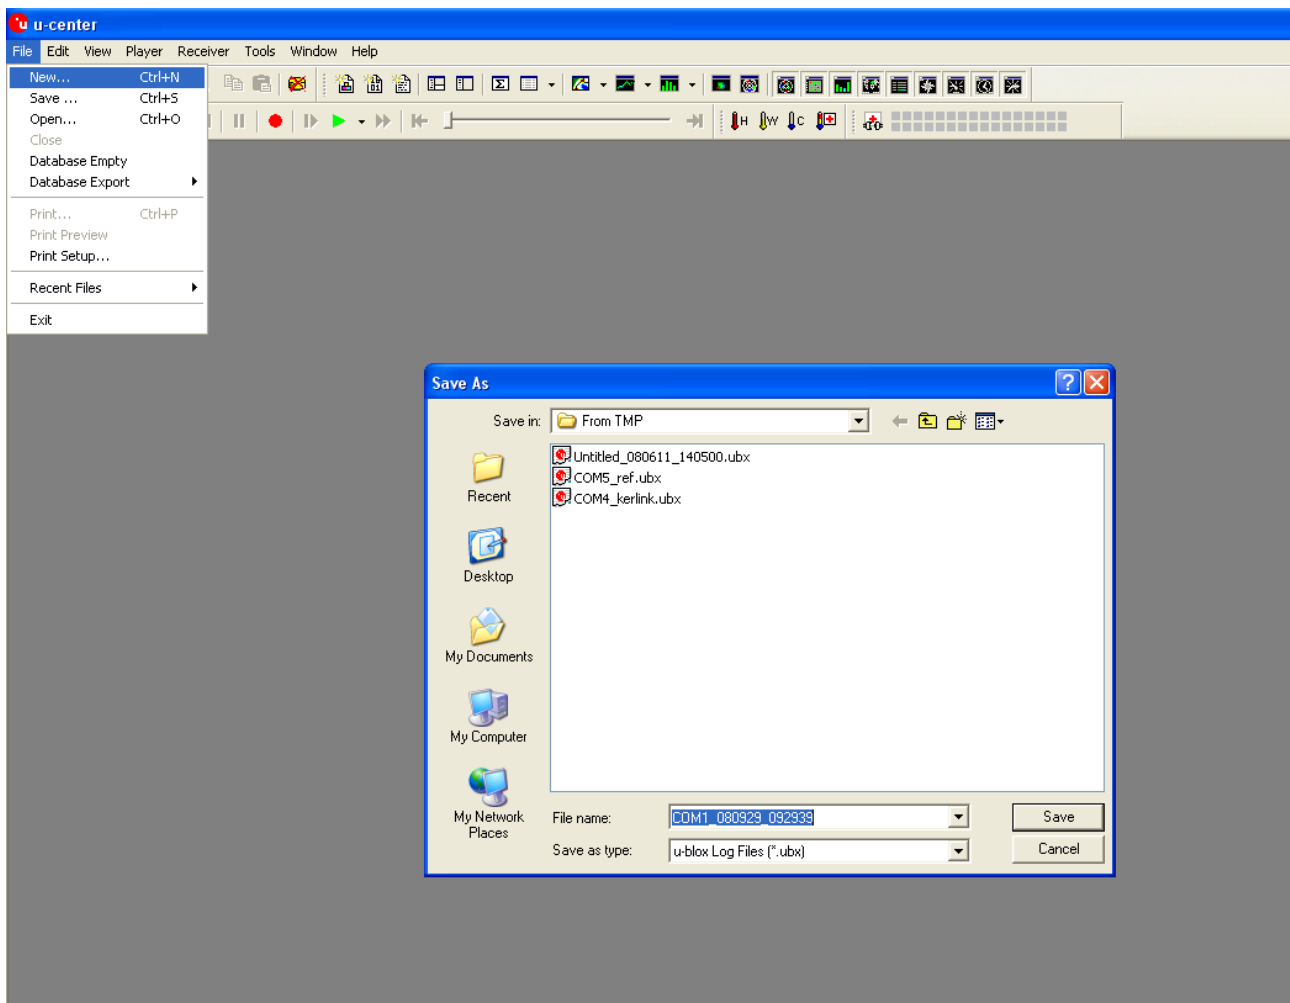 u-center
File Edit View Player Receiver Tools Window Help
New... Ctrl+N
Save ... Ctrl+S
Open... Ctrl+O
Close
Database Empty
Database Export
Print... Ctrl+P
Print Preview
Print Setup...
Recent Files
Exit
H W C
Save As
Save in: From TMP
Untitled_080611_140500.ubx
COM5_ref.ubx
COM4_kerlink.ubx
Recent
Desktop
My Documents
My Computer
My Network
Places
File name: COM1_080929_092939 Save
Save as type: u-blox Log Files (*.ubx) Cancel